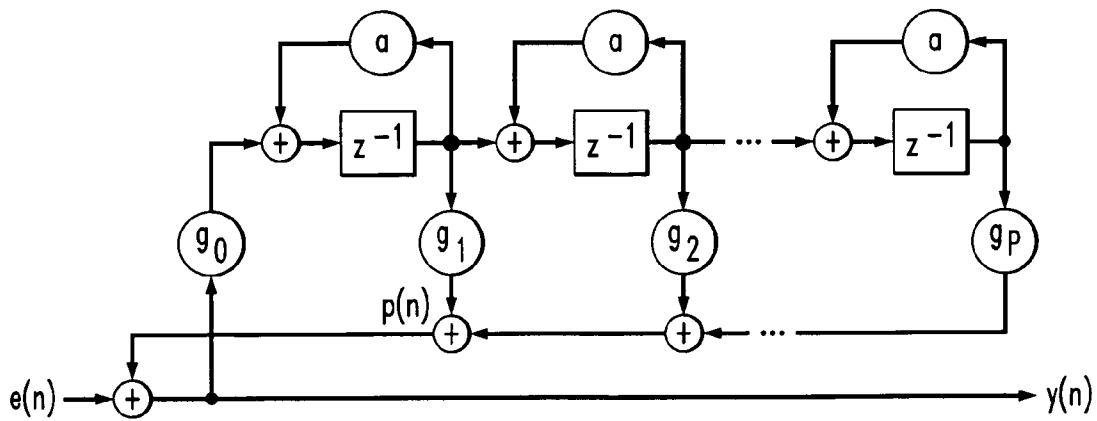 a a a
+ z⁻¹ + z⁻¹ ... + z⁻¹
g₀ g₁ g₂ gₚ
p(n) + + ...
e(n) + y(n)